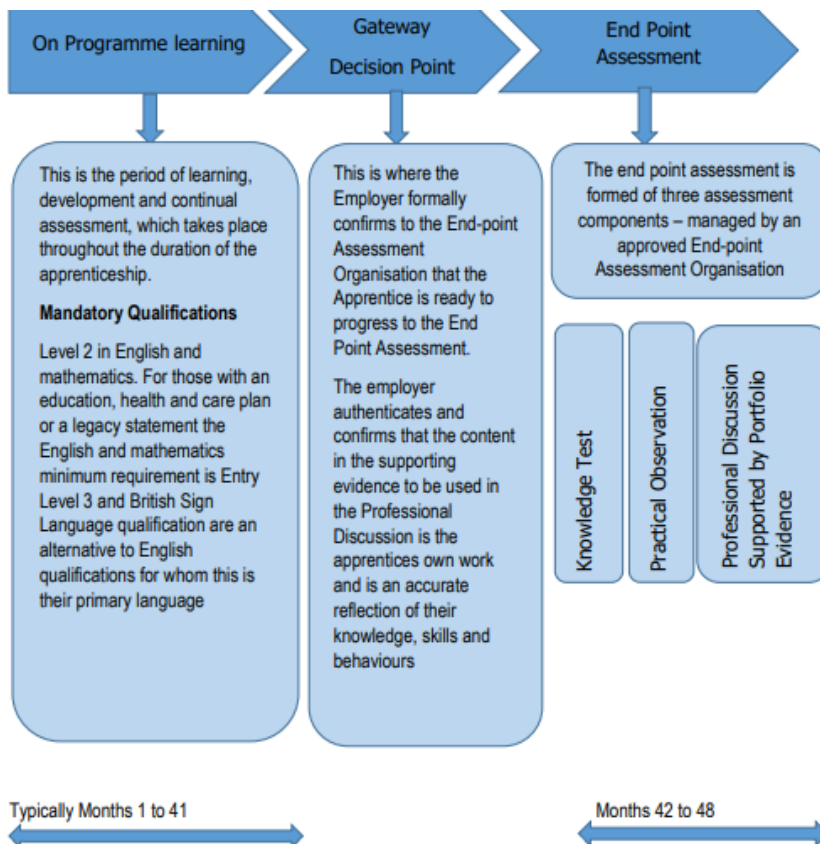 On Programme learning
Gateway
Decision Point
End Point
Assessment
This is the period of learning,
development and continual
assessment, which takes place
throughout the duration of the
apprenticeship.
Mandatory Qualifications
Level 2 in English and
mathematics. For those with an
education, health and care plan
or a legacy statement the
English and mathematics
minimum requirement is Entry
Level 3 and British Sign
Language qualification are an
alternative to English
qualifications for whom this is
their primary language
This is where the
Employer formally
confirms to the End-point
Assessment
Organisation that the
Apprentice is ready to
progress to the End
Point Assessment.
The employer
authenticates and
confirms that the content
in the supporting
evidence to be used in
the Professional
Discussion is the
apprentices own work
and is an accurate
reflection of their
knowledge, skills and
behaviours
The end point assessment is
formed of three assessment
components – managed by an
approved End-point
Assessment Organisation
Knowledge Test
Practical Observation
Professional Discussion
Supported by Portfolio
Evidence
Typically Months 1 to 41
Months 42 to 48